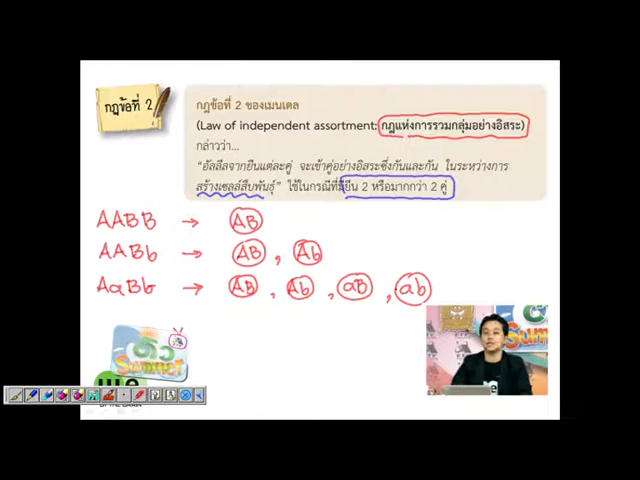 กฎข้อที่ 2
กฎข้อที่ 2 ของเมนเดล
(Law of independent assortment: กฎแห่งการรวมกลุ่มอย่างอิสระ)
กล่าวว่า...
“อัลลีลจากยีนแต่ละคู่ จะเข้าคู่อย่างอิสระซึ่งกันและกัน ในระหว่างการ
สร้างเซลล์สืบพันธุ์” ใช้ในกรณีที่มียีน 2 หรือมากกว่า 2 คู่
AABB → AB
AABb → AB , Ab
AaBb → AB , Ab , aB , ab
ติว
Summer